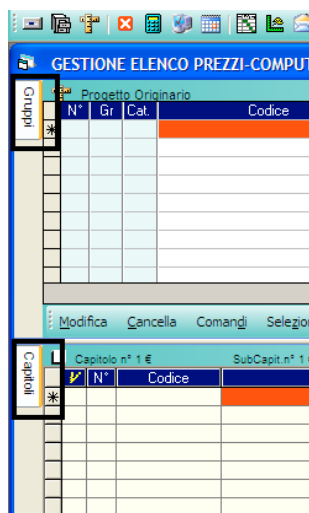 GESTIONE ELENCO PREZZI-COMPUT
Gruppi
Progetto Originario
N° Gr Cat. Codice
Modifica Cancella Comandi Selezio
Capitoli
Capitolo n° 1 € SubCapit.n° 1
N° Codice